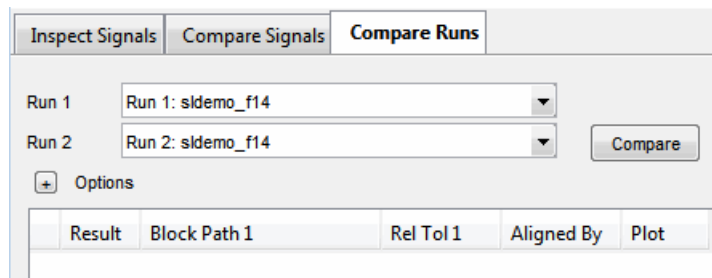 Inspect Signals Compare Signals Compare Runs
Run 1 Run 1: sldemo_f14
Run 2 Run 2: sldemo_f14 Compare
+ Options
Result Block Path 1 Rel Tol 1 Aligned By Plot